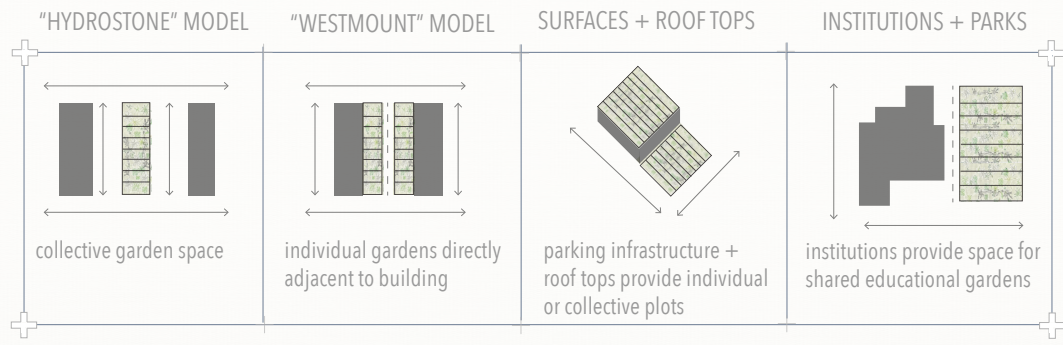 “HYDROSTONE“ MODEL
“WESTMOUNT“ MODEL
SURFACES + ROOF TOPS
INSTITUTIONS + PARKS
collective garden space
individual gardens directly
adjacent to building
parking infrastructure +
roof tops provide individual
or collective plots
institutions provide space for
shared educational gardens